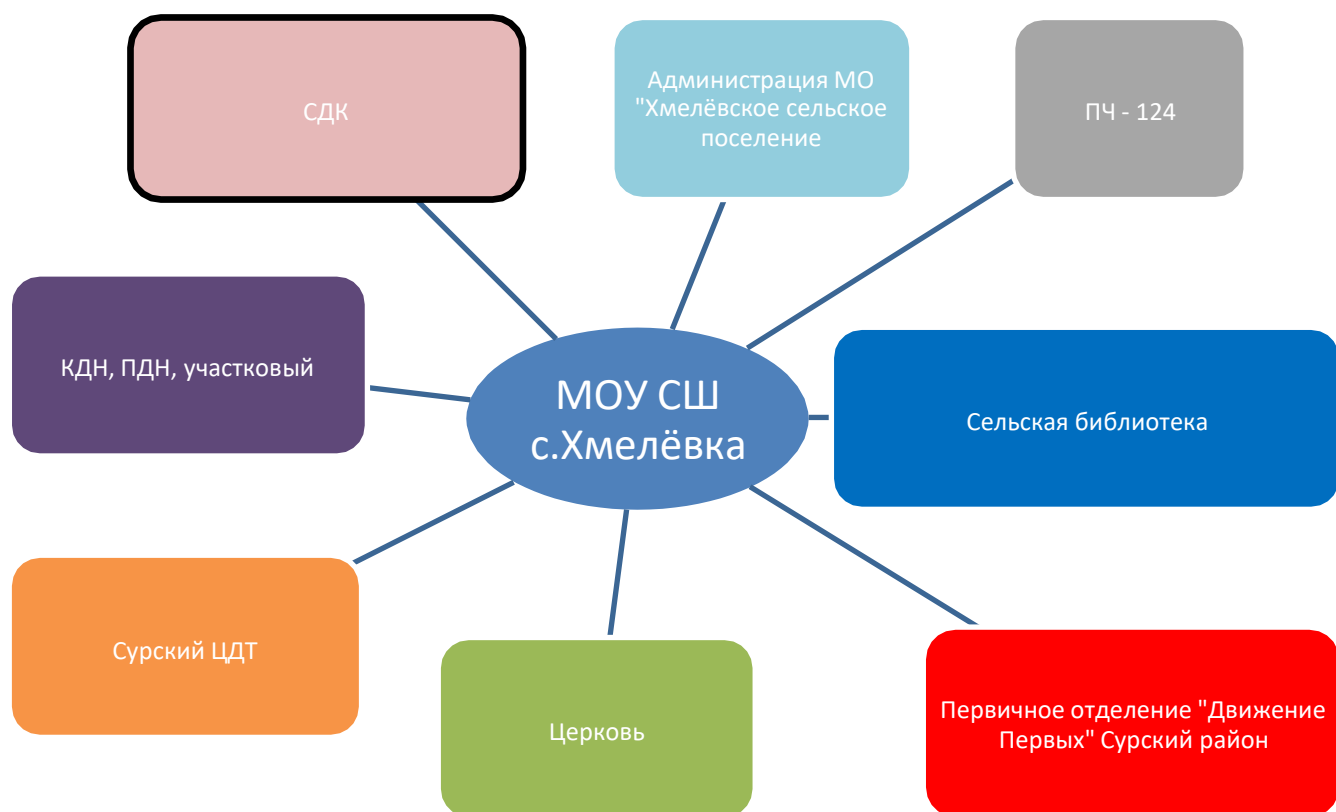 СДК
Администрация МО
"Хмелёвское сельское
поселение
ПЧ - 124
КДН, ПДН, участковый
МОУ СШ
с.Хмелёвка
Сельская библиотека
Сурский ЦДТ
Церковь
Первичное отделение "Движение
Первых" Сурский район